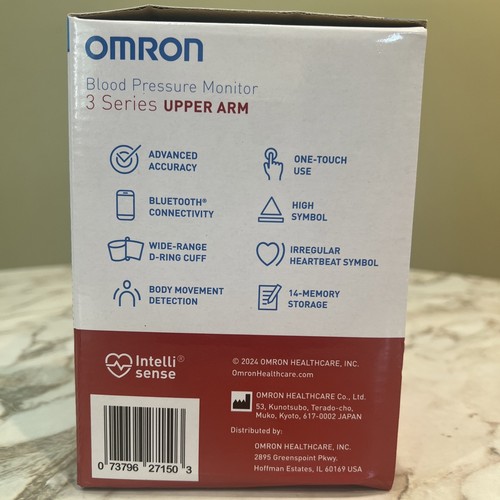 OMRON
Blood Pressure Monitor
3 Series UPPER ARM
ADVANCED
ACCURACY
ONE-TOUCH
USE
BLUETOOTH®
CONNECTIVITY
HIGH
SYMBOL
WIDE-RANGE
D-RING CUFF
IRREGULAR
HEARTBEAT SYMBOL
BODY MOVEMENT
DETECTION
14-MEMORY
STORAGE
Intelli®
sense
© 2024 OMRON HEALTHCARE, INC.
OmronHealthcare.com
OMRON HEALTHCARE Co., Ltd.
53, Kunotsubo, Terado-cho,
Muko, Kyoto, 617-0002 JAPAN
Distributed by:
OMRON HEALTHCARE, INC.
2895 Greenspoint Pkwy.
Hoffman Estates, IL 60169 USA
0 73796 27150 3